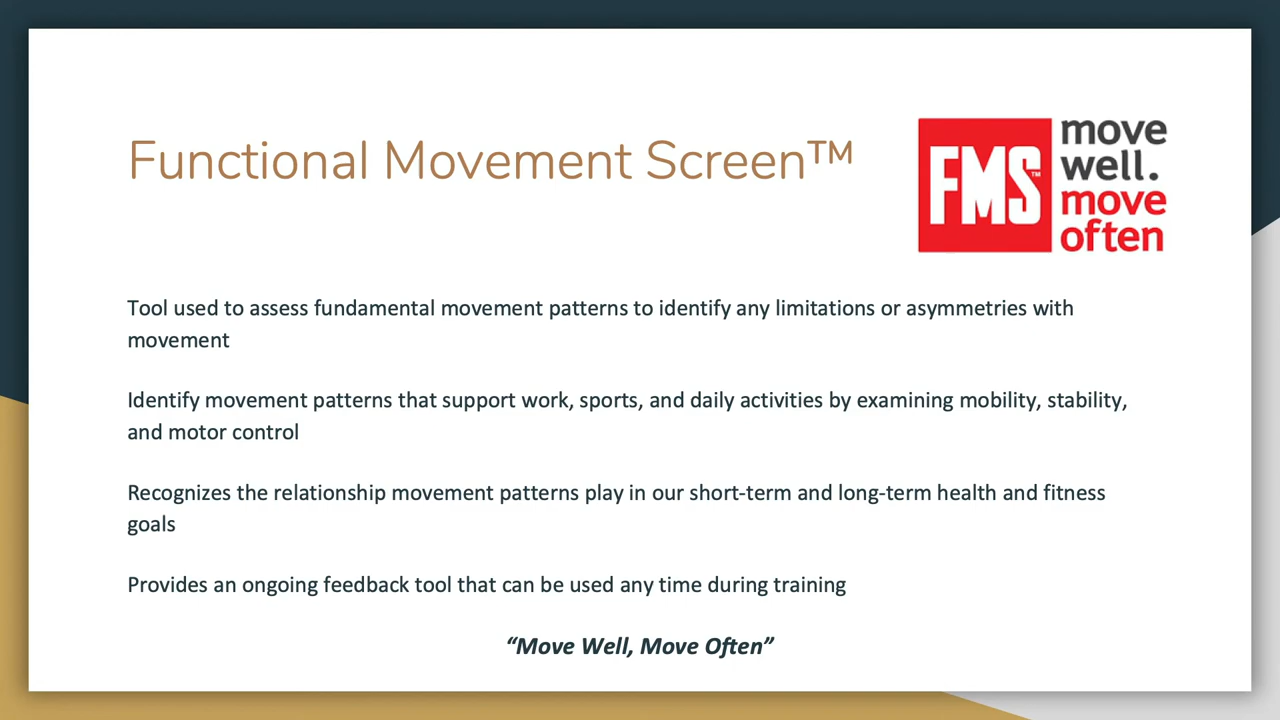 Functional Movement Screen™
FMS™
move
well.
move
often
Tool used to assess fundamental movement patterns to identify any limitations or asymmetries with
movement
Identify movement patterns that support work, sports, and daily activities by examining mobility, stability,
and motor control
Recognizes the relationship movement patterns play in our short-term and long-term health and fitness
goals
Provides an ongoing feedback tool that can be used any time during training
“Move Well, Move Often”